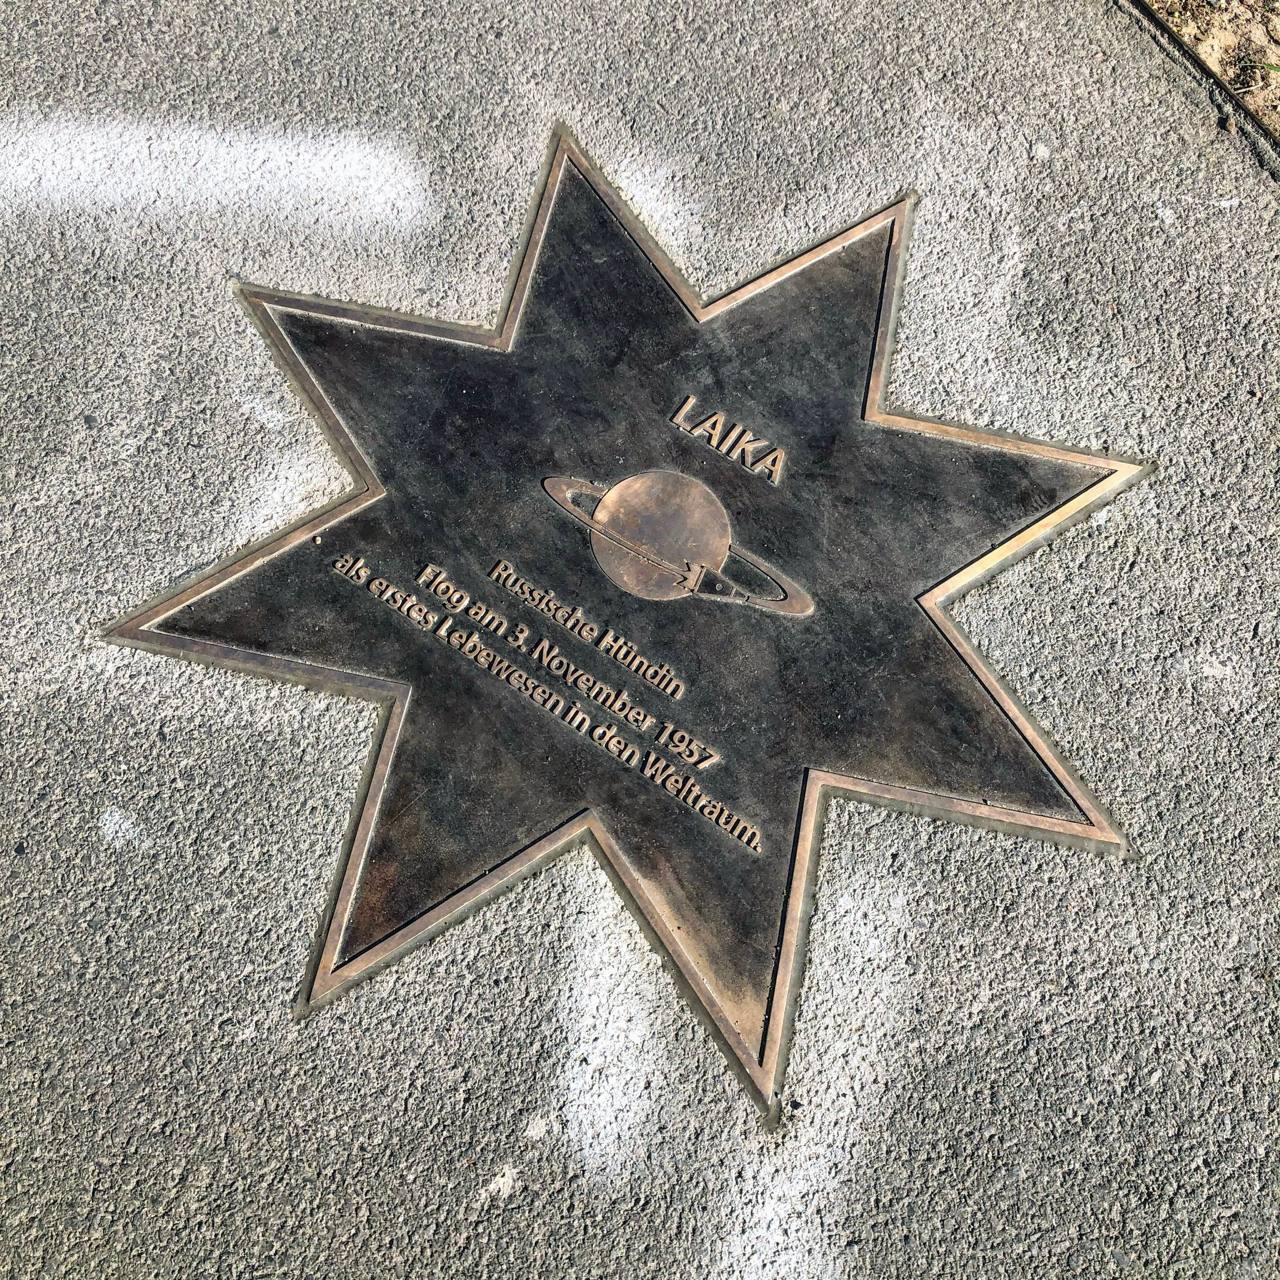 LAIKA
Russische Hündin
Flog am 3. November 1957
als erstes Lebewesen in den Weltraum.